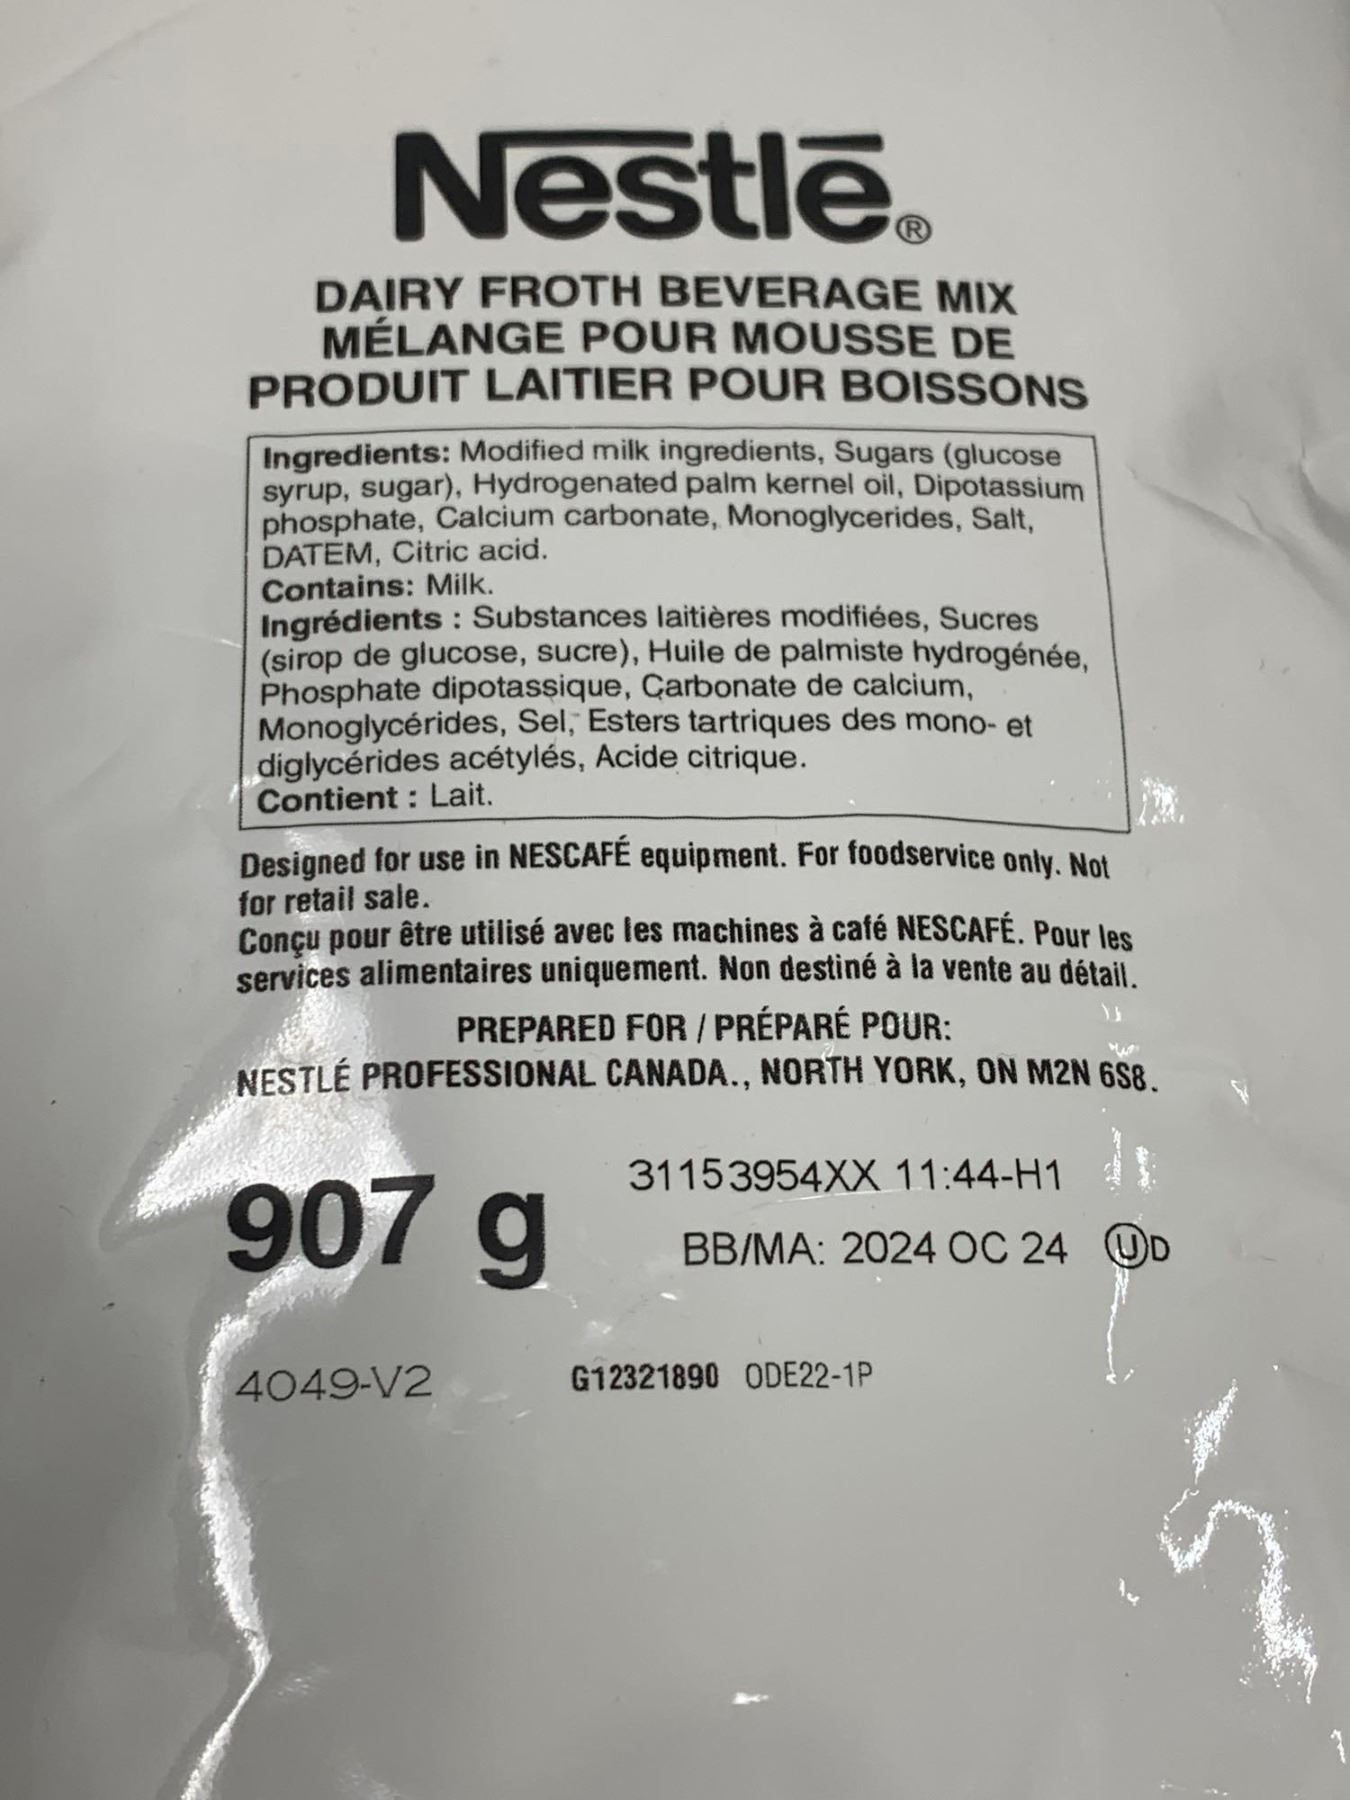 Nestlē®
DAIRY FROTH BEVERAGE MIX
MÉLANGE POUR MOUSSE DE
PRODUIT LAITIER POUR BOISSONS
Ingredients: Modified milk ingredients, Sugars (glucose
syrup, sugar), Hydrogenated palm kernel oil, Dipotassium
phosphate, Calcium carbonate, Monoglycerides, Salt,
DATEM, Citric acid.
Contains: Milk.
Ingrédients : Substances laitières modifiées, Sucres
(sirop de glucose, sucre), Huile de palmiste hydrogénée,
Phosphate dipotassique, Carbonate de calcium,
Monoglycérides, Sel, Esters tartriques des mono- et
diglycérides acétylés, Acide citrique.
Contient : Lait.
Designed for use in NESCAFÉ equipment. For foodservice only. Not
for retail sale.
Conçu pour être utilisé avec les machines à café NESCAFÉ. Pour les
services alimentaires uniquement. Non destiné à la vente au détail.
PREPARED FOR / PRÉPARÉ POUR:
NESTLÉ PROFESSIONAL CANADA., NORTH YORK, ON M2N 6S8.
31153954XX 11:44-H1
907 g
BB/MA: 2024 OC 24 ⓊD
4049-V2 G12321890 ODE22-1P